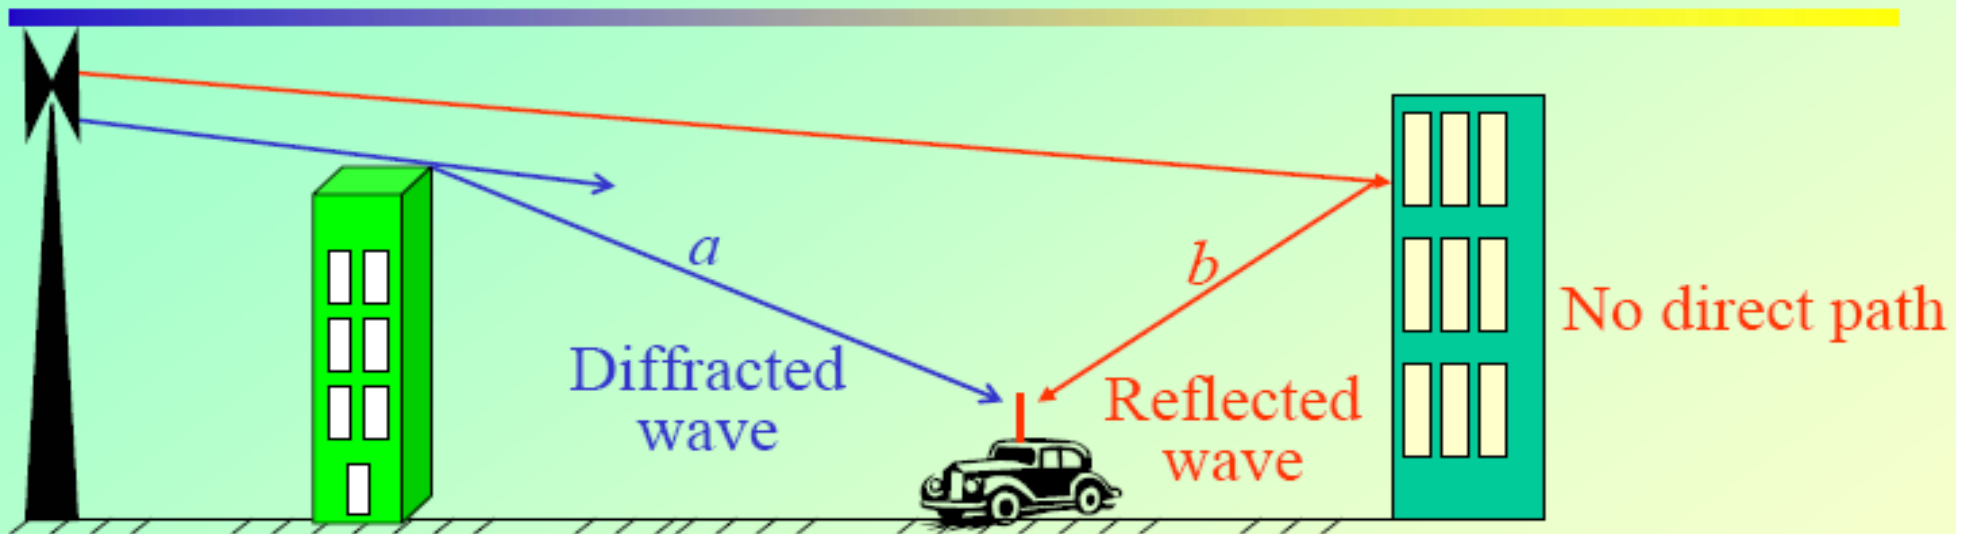 a
b
No direct path
Diffracted
wave
Reflected
wave